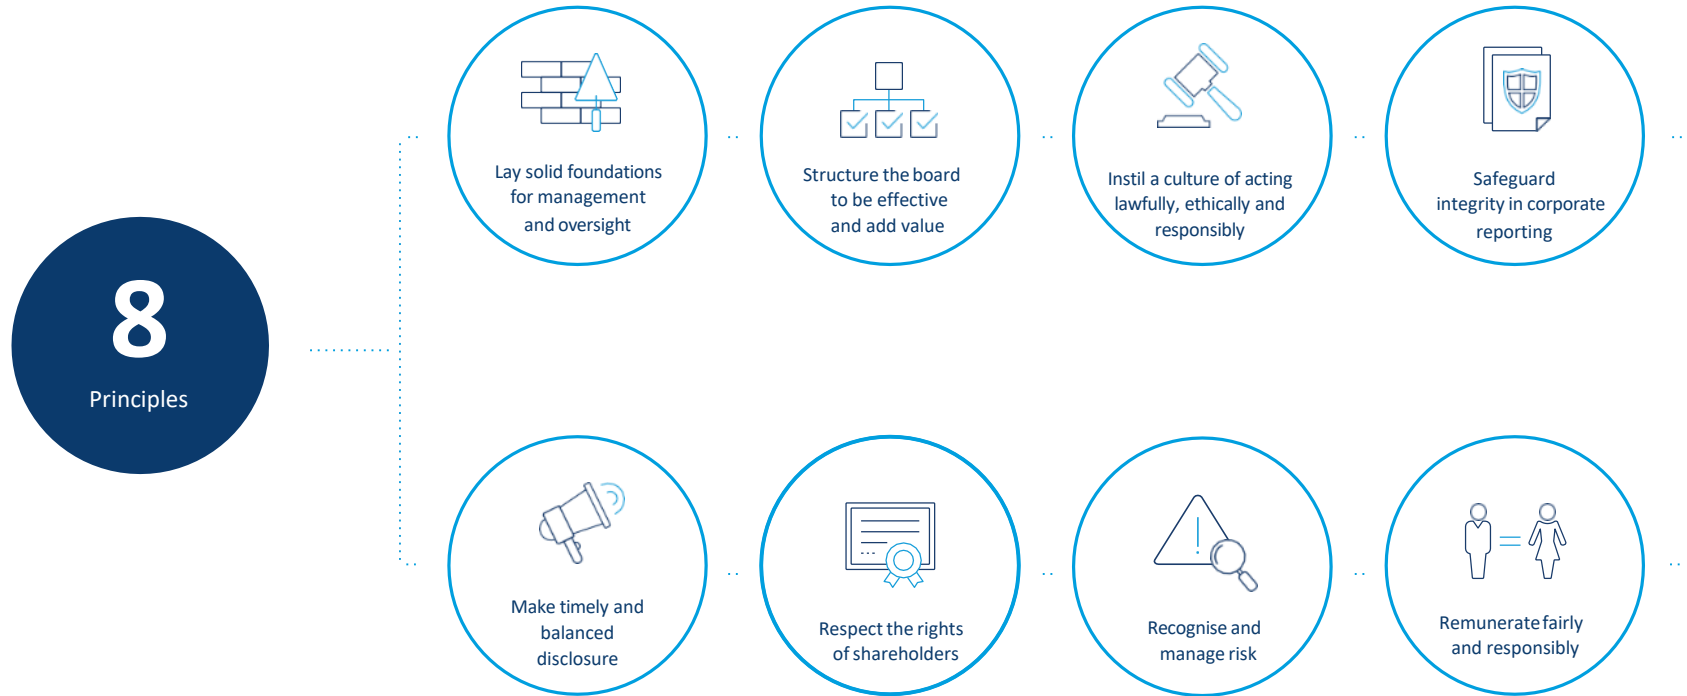 8
Principles
Lay solid foundations
for management
and oversight
Structure the board
to be effective
and add value
Instil a culture of acting
lawfully, ethically and
responsibly
Safeguard
integrity in corporate
reporting
Make timely and
balanced
disclosure
Respect the rights
of shareholders
Recognise and
manage risk
Remunerate fairly
and responsibly